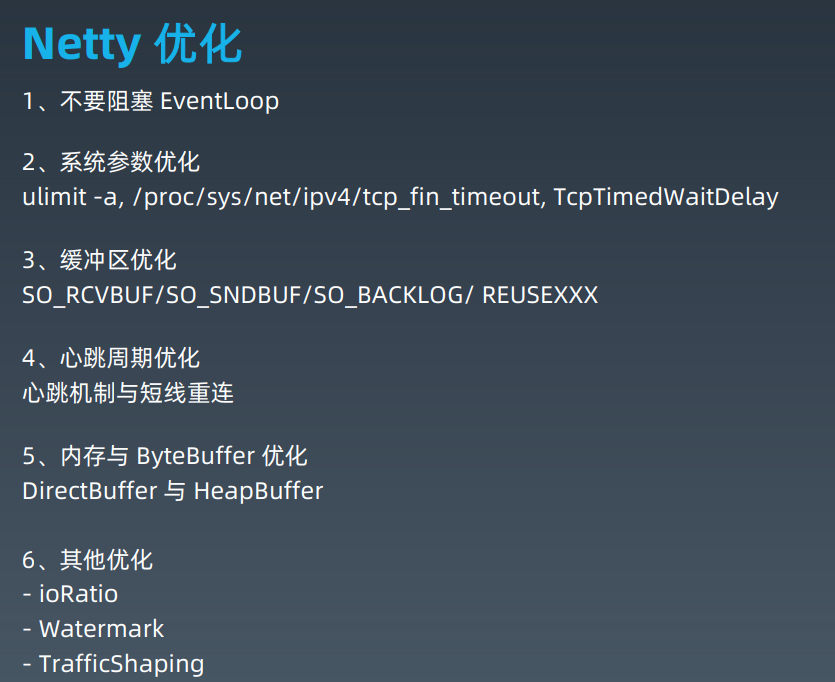 Netty 优化
1、不要阻塞 EventLoop
2、系统参数优化
ulimit -a, /proc/sys/net/ipv4/tcp_fin_timeout, TcpTimedWaitDelay
3、缓冲区优化
SO_RCVBUF/SO_SNDBUF/SO_BACKLOG/ REUSEXXX
4、心跳周期优化
心跳机制与短线重连
5、内存与 ByteBuffer 优化
DirectBuffer 与 HeapBuffer
6、其他优化
- ioRatio
- Watermark
- TrafficShaping